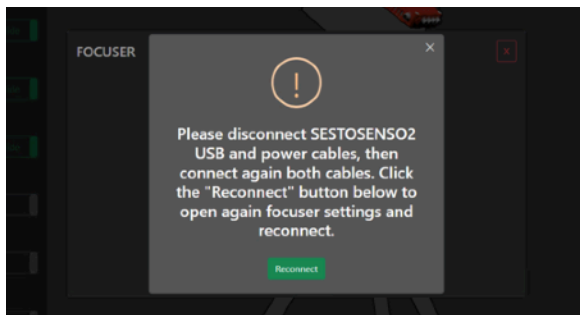 FOCUSER
×
x
Please disconnect SESTOSENSO2
USB and power cables, then
connect again both cables. Click
the "Reconnect" button below to
open again focuser settings and
reconnect.
Reconnect